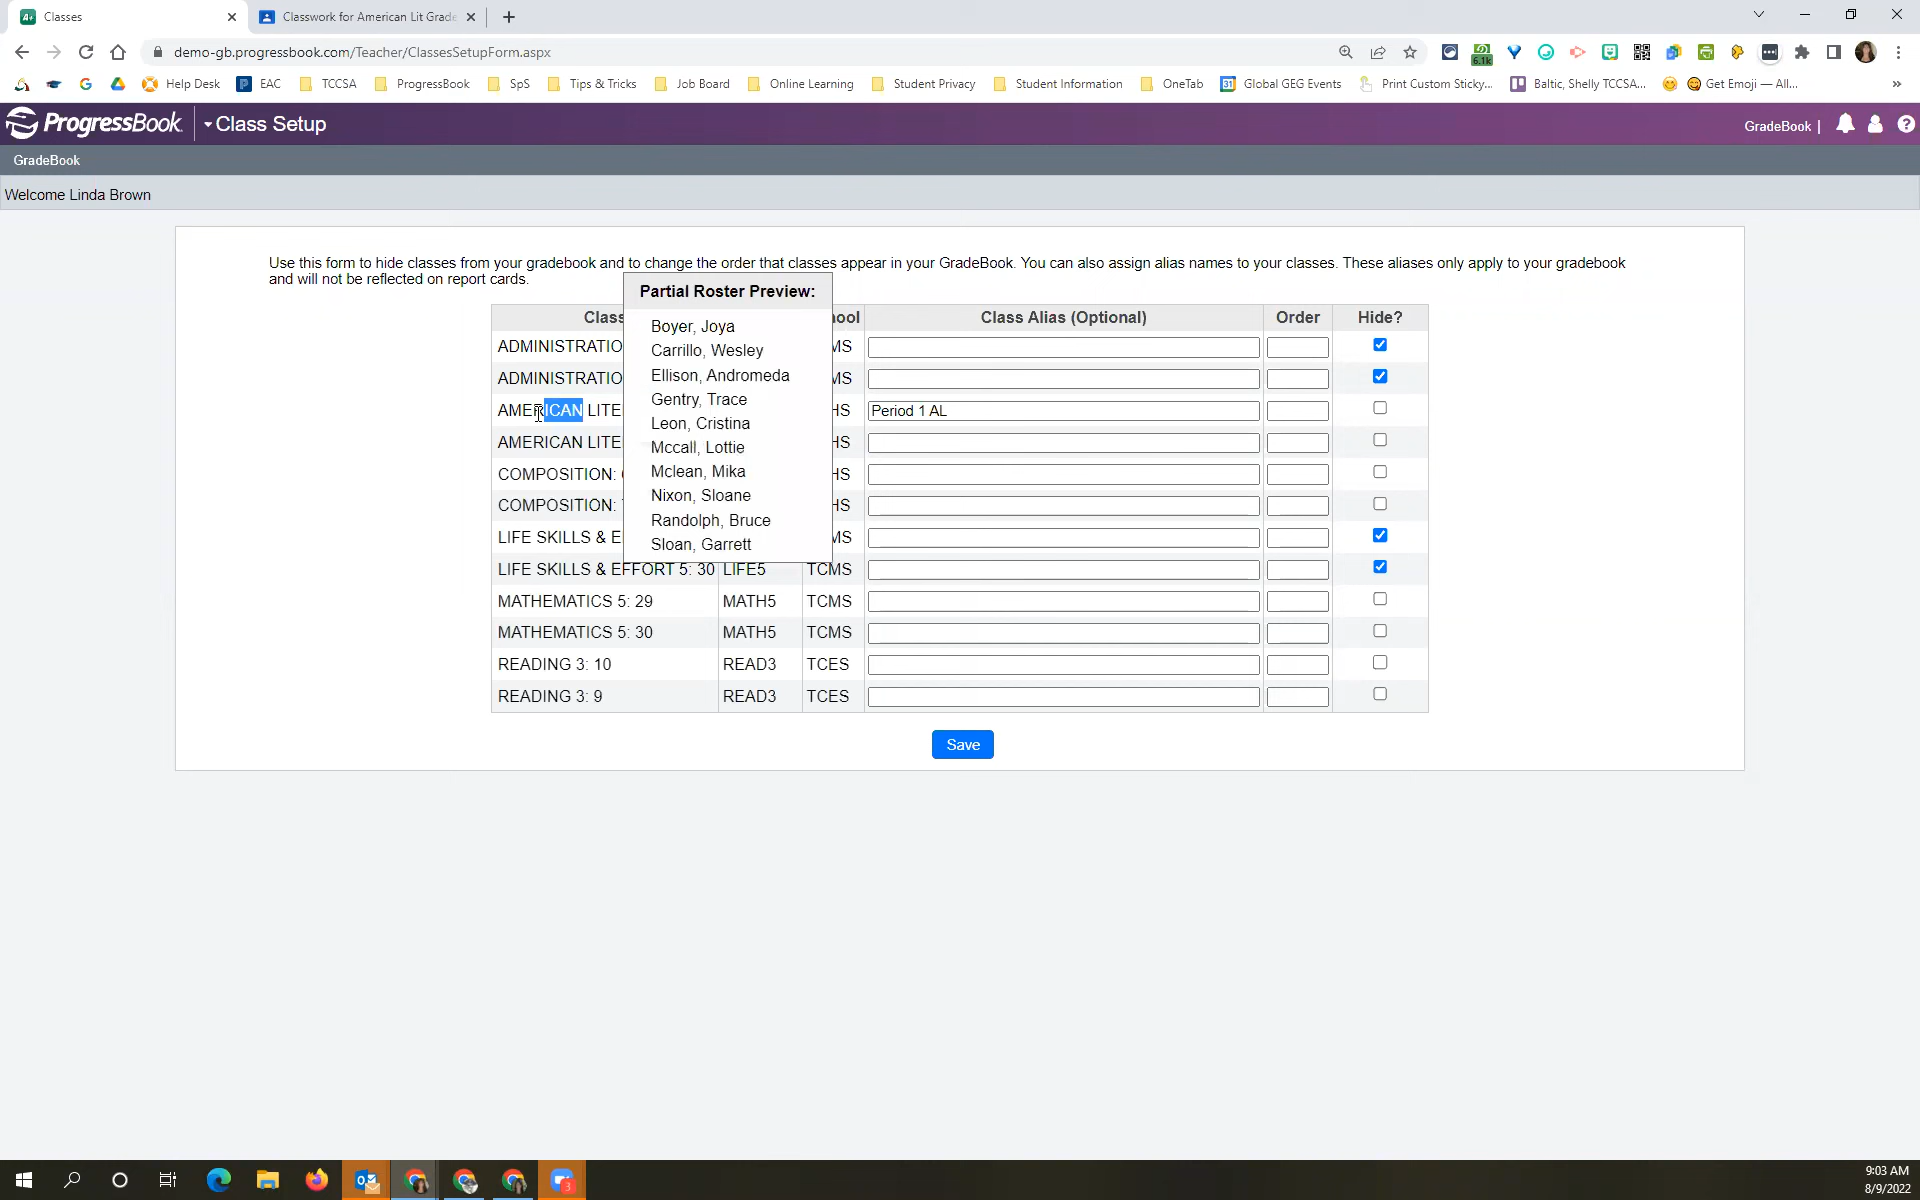 Classes
Classwork for American Lit Grade
demo-gb.progressbook.com/Teacher/ClassesSetupForm.aspx
6.1k
Help Desk
EAC
TCCSA
ProgressBook
SpS
Tips & Tricks
Job Board
Online Learning
Student Privacy
Student Information
OneTab
31
Global GEG Events
Print Custom Sticky...
Baltic, Shelly TCCSA...
Get Emoji — All...
ProgressBook
Class Setup
GradeBook |
GradeBook
Welcome Linda Brown
Use this form to hide classes from your gradebook and to change the order that classes appear in your GradeBook. You can also assign alias names to your classes. These aliases only apply to your gradebook
and will not be reflected on report cards.
Partial Roster Preview:
Boyer, Joya
Carrillo, Wesley
Ellison, Andromeda
Gentry, Trace
Leon, Cristina
Mccall, Lottie
Mclean, Mika
Nixon, Sloane
Randolph, Bruce
Sloan, Garrett
Clas ool Class Alias (Optional) Order Hide?
ADMINISTRATIO MS
ADMINISTRATIO MS
AMERICAN LITE HS Period 1 AL
AMERICAN LITE HS
COMPOSITION: HS
COMPOSITION: HS
LIFE SKILLS & E MS
LIFE SKILLS & EFFORT 5: 30 LIFE5 TCMS
MATHEMATICS 5: 29 MATH5 TCMS
MATHEMATICS 5: 30 MATH5 TCMS
READING 3: 10 READ3 TCES
READING 3: 9 READ3 TCES
Save
9:03 AM
8/9/2022